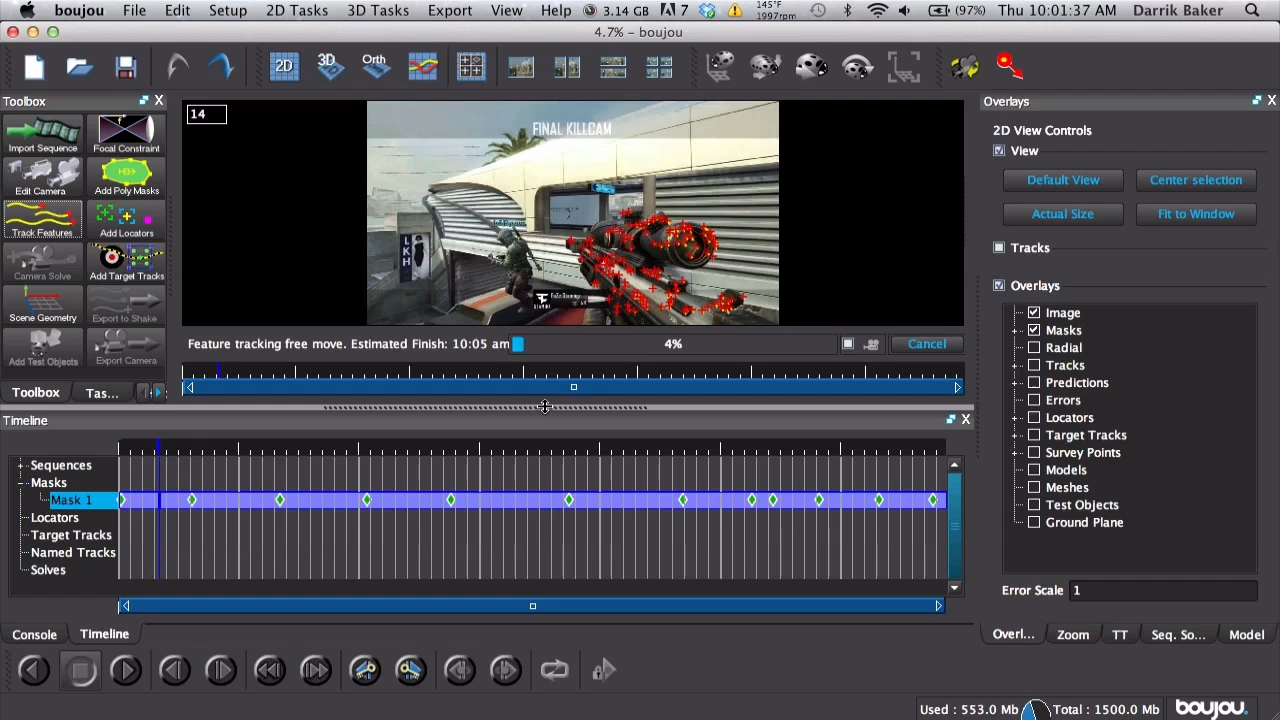 boujou File Edit Setup 2D Tasks 3D Tasks Export View Help 3.14 GB 7 145°F 1997rpm (97%) Thu 10:01:37 AM Darrik Baker
4.7% - boujou
2D 3D Orth
Toolbox
Import Sequence Focal Constraint
Edit Camera Add Poly Masks
Track Features Add Locators
Camera Solve Add Target Tracks
Scene Geometry Export to Shake
Add Test Objects Export Camera
Toolbox Tas...
14
FINAL KILLCAM
LKH
Feature tracking free move. Estimated Finish: 10:05 am 4% Cancel
Timeline
Sequences
Masks
Mask 1
Locators
Target Tracks
Named Tracks
Solves
Console Timeline
Overlays
2D View Controls
View
Default View Center selection
Actual Size Fit to Window
Tracks
Overlays
Image
Masks
Radial
Tracks
Predictions
Errors
Locators
Target Tracks
Survey Points
Models
Meshes
Test Objects
Ground Plane
Error Scale 1
Overl... Zoom TT Seq. So... Model
Used : 553.0 Mb Total : 1500.0 Mb boujou.